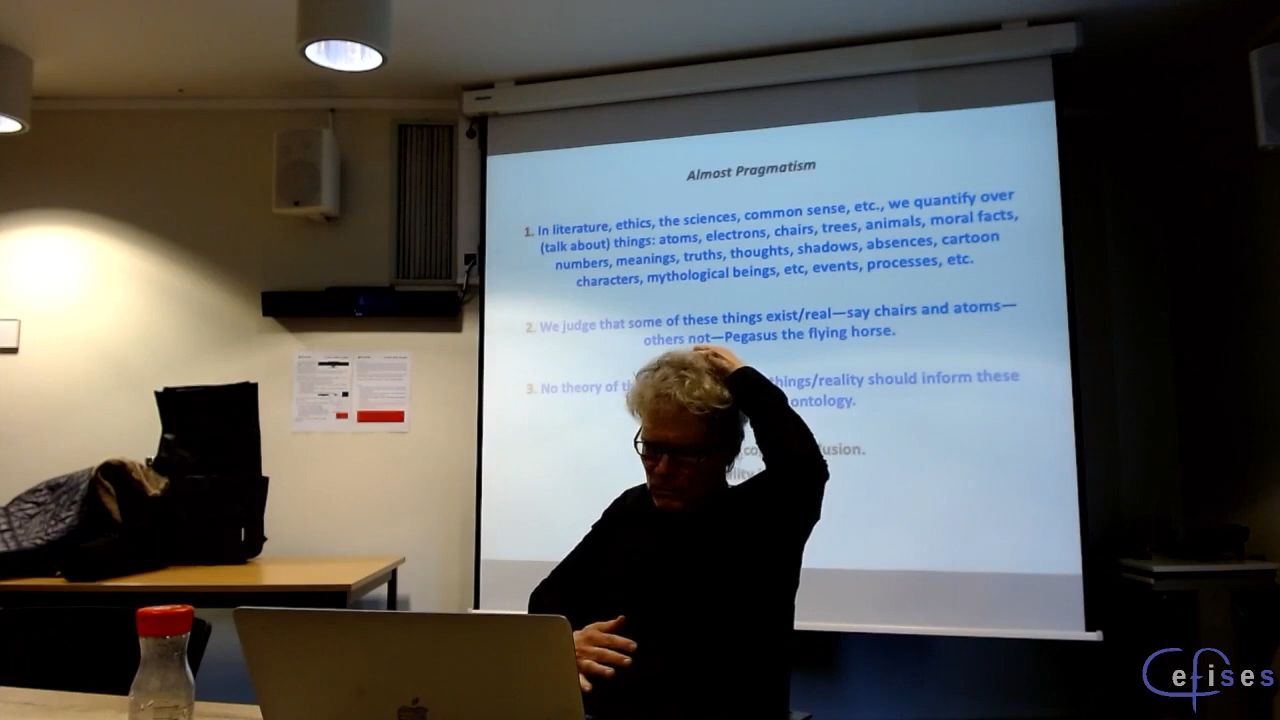 Almost Pragmatism
1. In literature, ethics, the sciences, common sense, etc., we quantify over
(talk about) things: atoms, electrons, chairs, trees, animals, moral facts,
numbers, meanings, truths, thoughts, shadows, absences, cartoon
characters, mythological beings, etc, events, processes, etc.
2. We judge that some of these things exist/real—say chairs and atoms—
others not—Pegasus the flying horse.
3. No theory of things/reality should inform these
ontology.
Cefises